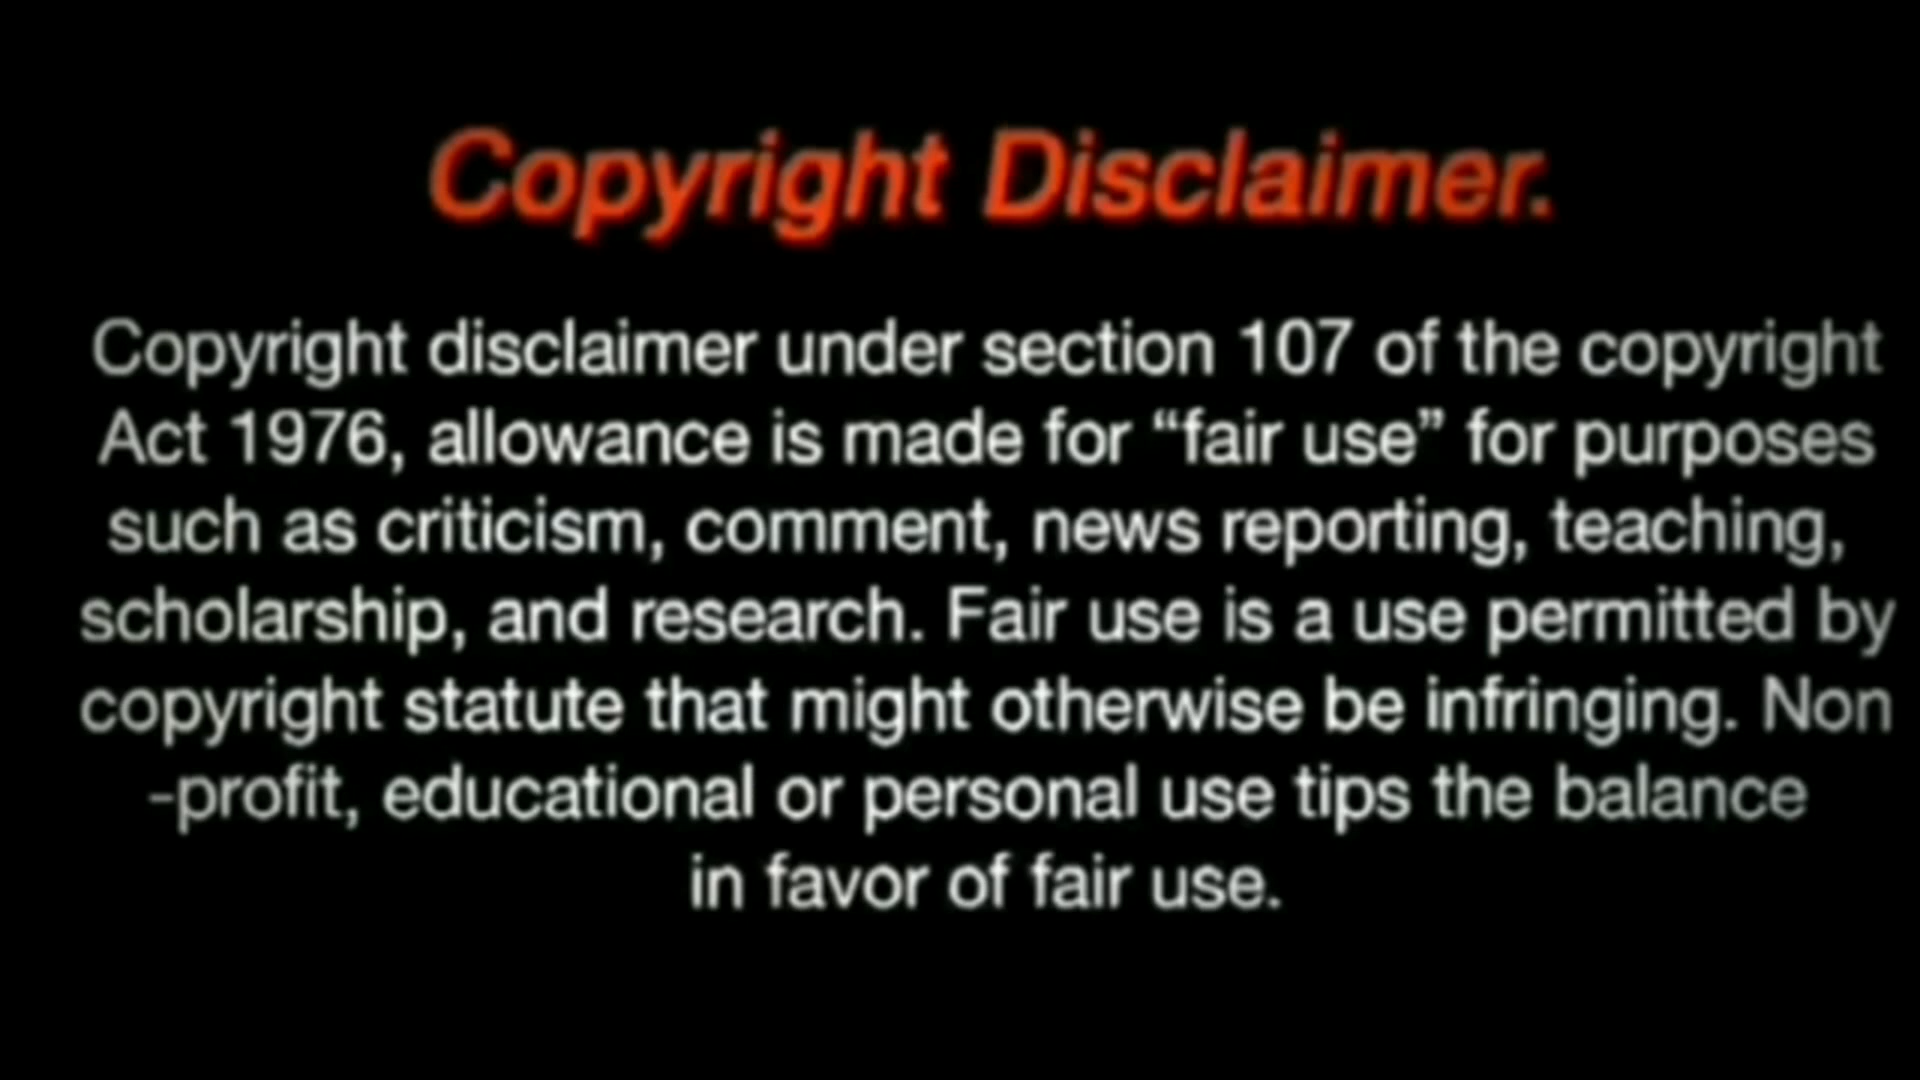 Copyright Disclaimer.
Copyright disclaimer under section 107 of the copyright
Act 1976, allowance is made for “fair use” for purposes
such as criticism, comment, news reporting, teaching,
scholarship, and research. Fair use is a use permitted by
copyright statute that might otherwise be infringing. Non
-profit, educational or personal use tips the balance
in favor of fair use.